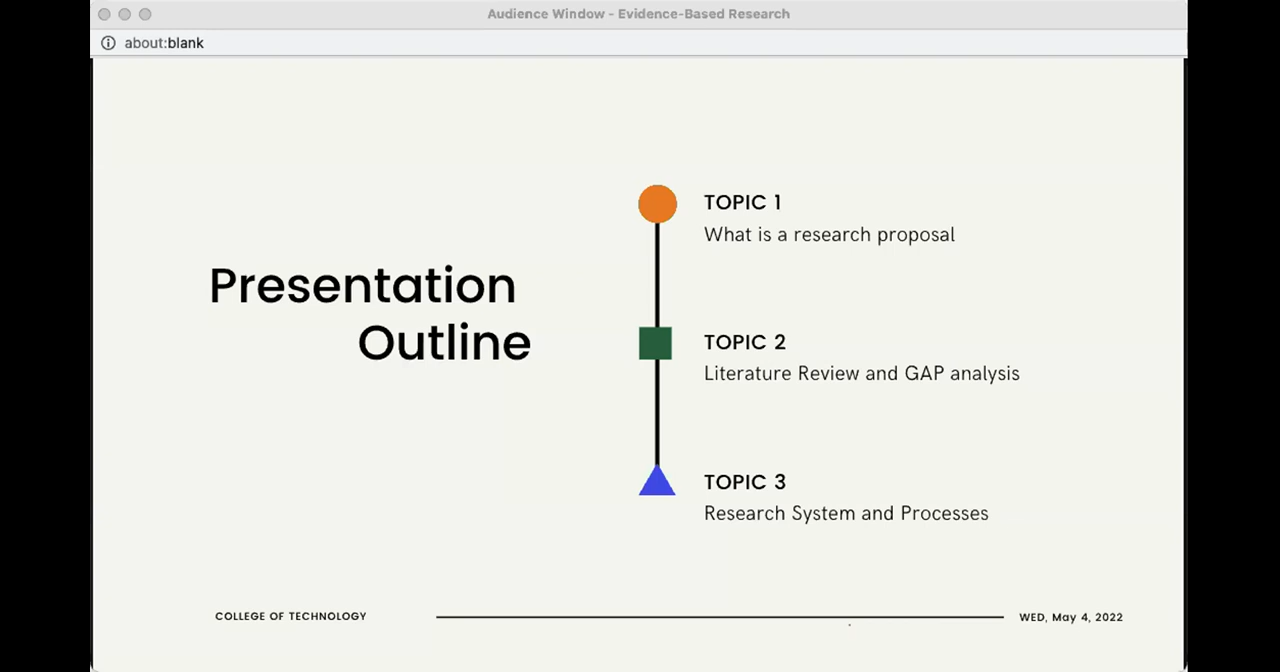 Audience Window - Evidence-Based Research
about:blank
Presentation
Outline
TOPIC 1
What is a research proposal
TOPIC 2
Literature Review and GAP analysis
TOPIC 3
Research System and Processes
COLLEGE OF TECHNOLOGY
WED, May 4, 2022